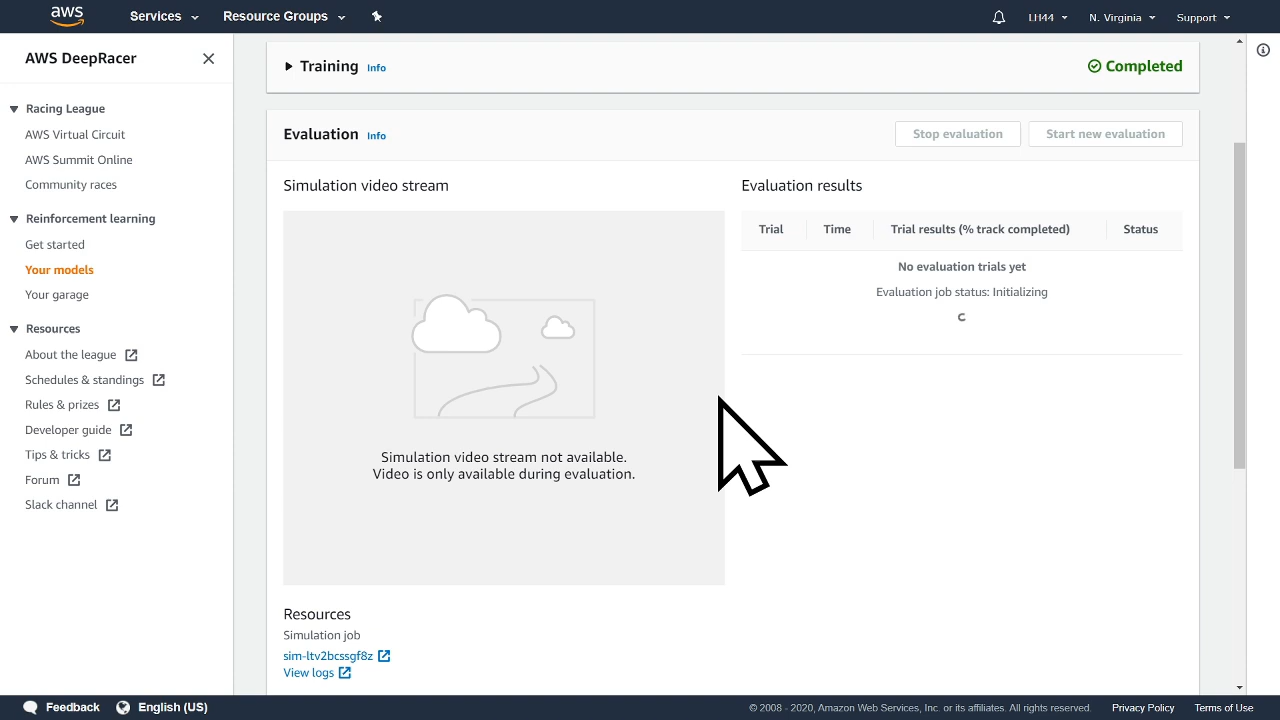 aws
Services
Resource Groups
LH44
N. Virginia
Support
AWS DeepRacer
Racing League
AWS Virtual Circuit
AWS Summit Online
Community races
Reinforcement learning
Get started
Your models
Your garage
Resources
About the league
Schedules & standings
Rules & prizes
Developer guide
Tips & tricks
Forum
Slack channel
Training Info
Completed
Evaluation Info
Stop evaluation
Start new evaluation
Simulation video stream
Simulation video stream not available.
Video is only available during evaluation.
Evaluation results
Trial Time Trial results (% track completed) Status
No evaluation trials yet
Evaluation job status: Initializing
Resources
Simulation job
sim-ltv2bcssgf8z
View logs
Feedback
English (US)
© 2008 - 2020, Amazon Web Services, Inc. or its affiliates. All rights reserved.
Privacy Policy
Terms of Use